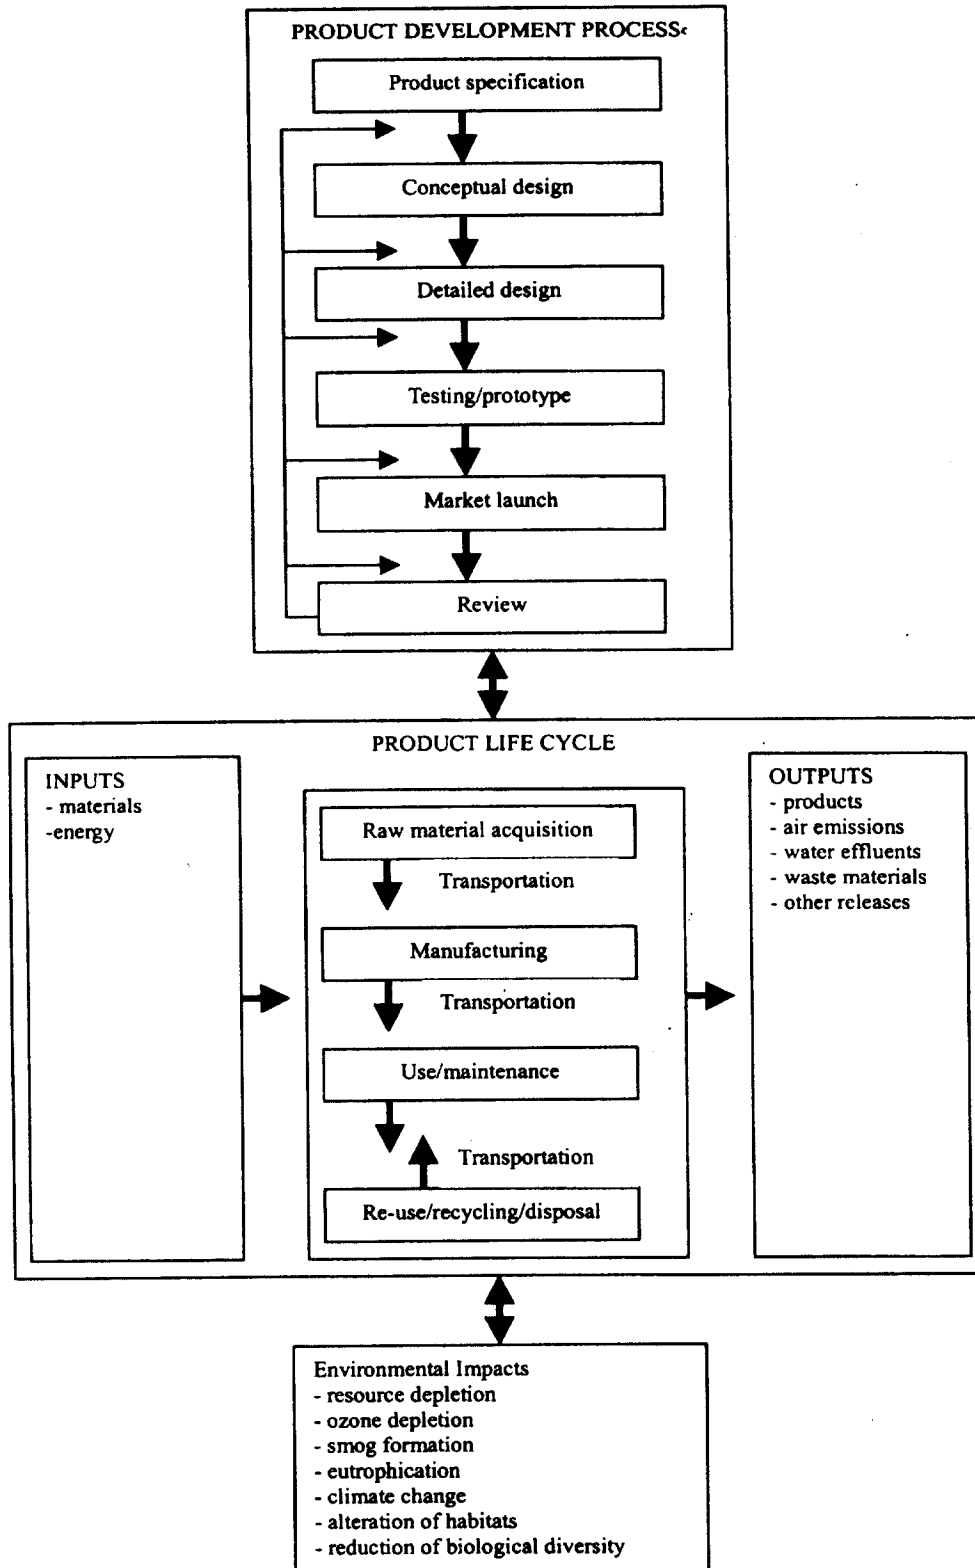 PRODUCT DEVELOPMENT PROCESS
Product specification
Conceptual design
Detailed design
Testing/prototype
Market launch
Review
PRODUCT LIFE CYCLE
INPUTS
- materials
-energy
Raw material acquisition
Transportation
Manufacturing
Transportation
Use/maintenance
Transportation
Re-use/recycling/disposal
OUTPUTS
- products
- air emissions
- water effluents
- waste materials
- other releases
Environmental Impacts
- resource depletion
- ozone depletion
- smog formation
- eutrophication
- climate change
- alteration of habitats
- reduction of biological diversity